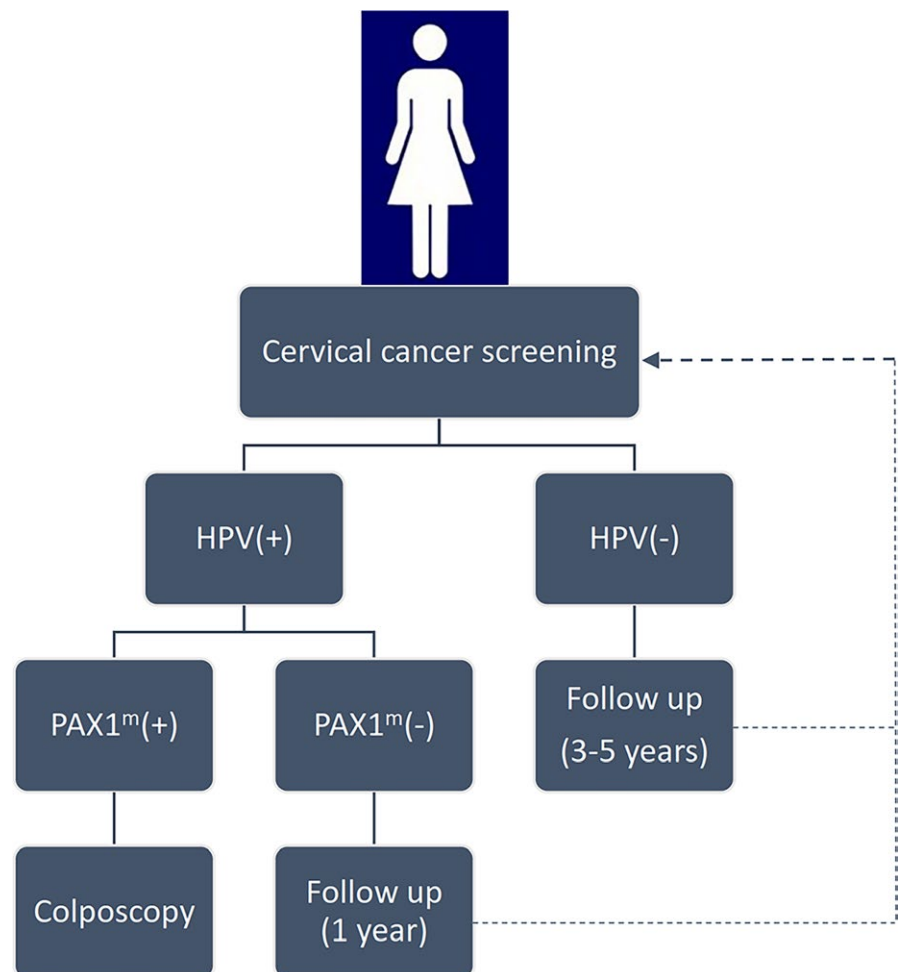 Cervical cancer screening
HPV(+)
HPV(-)
PAX1ᵐ(+)
PAX1ᵐ(-)
Follow up
(3-5 years)
Colposcopy
Follow up
(1 year)